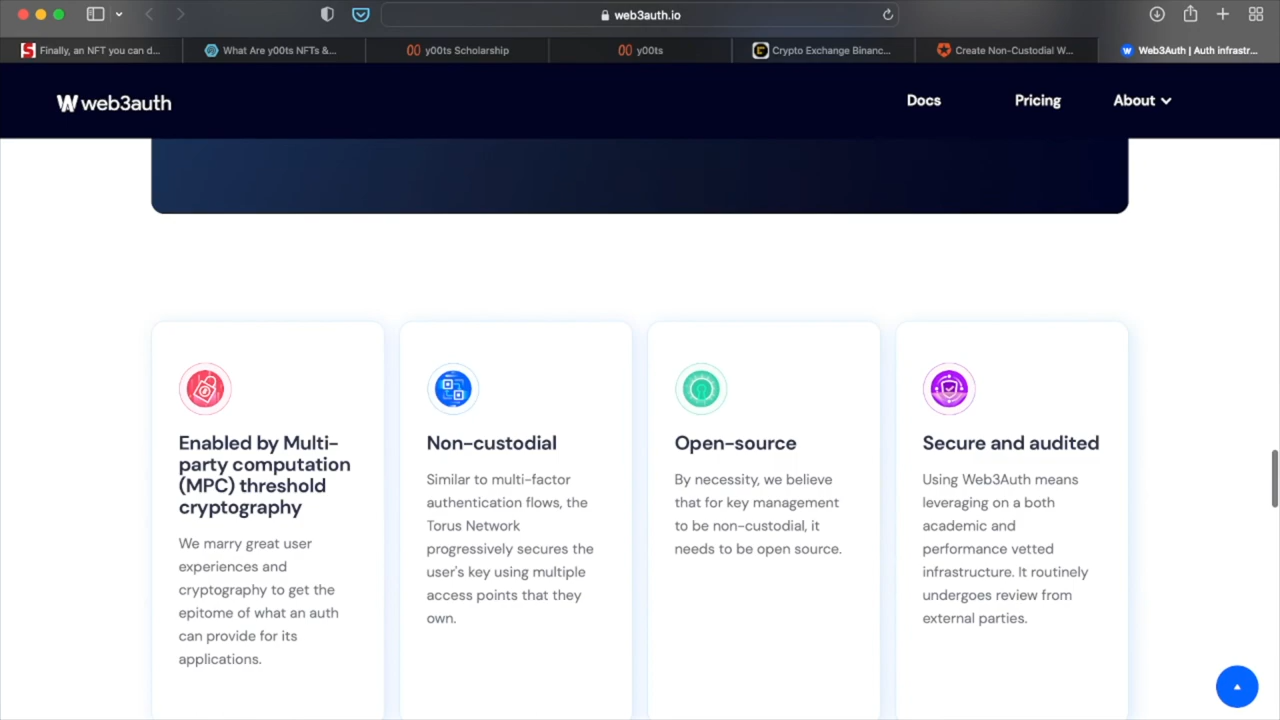 web3auth.io
Finally, an NFT you can d...
What Are y00ts NFTs &...
y00ts Scholarship
y00ts
Crypto Exchange Binanc...
Create Non-Custodial W...
Web3Auth | Auth infrastr...
web3auth
Docs
Pricing
About
Enabled by Multi-
party computation
(MPC) threshold
cryptography
We marry great user
experiences and
cryptography to get the
epitome of what an auth
can provide for its
applications.
Non-custodial
Similar to multi-factor
authentication flows, the
Torus Network
progressively secures the
user's key using multiple
access points that they
own.
Open-source
By necessity, we believe
that for key management
to be non-custodial, it
needs to be open source.
Secure and audited
Using Web3Auth means
leveraging on a both
academic and
performance vetted
infrastructure. It routinely
undergoes review from
external parties.